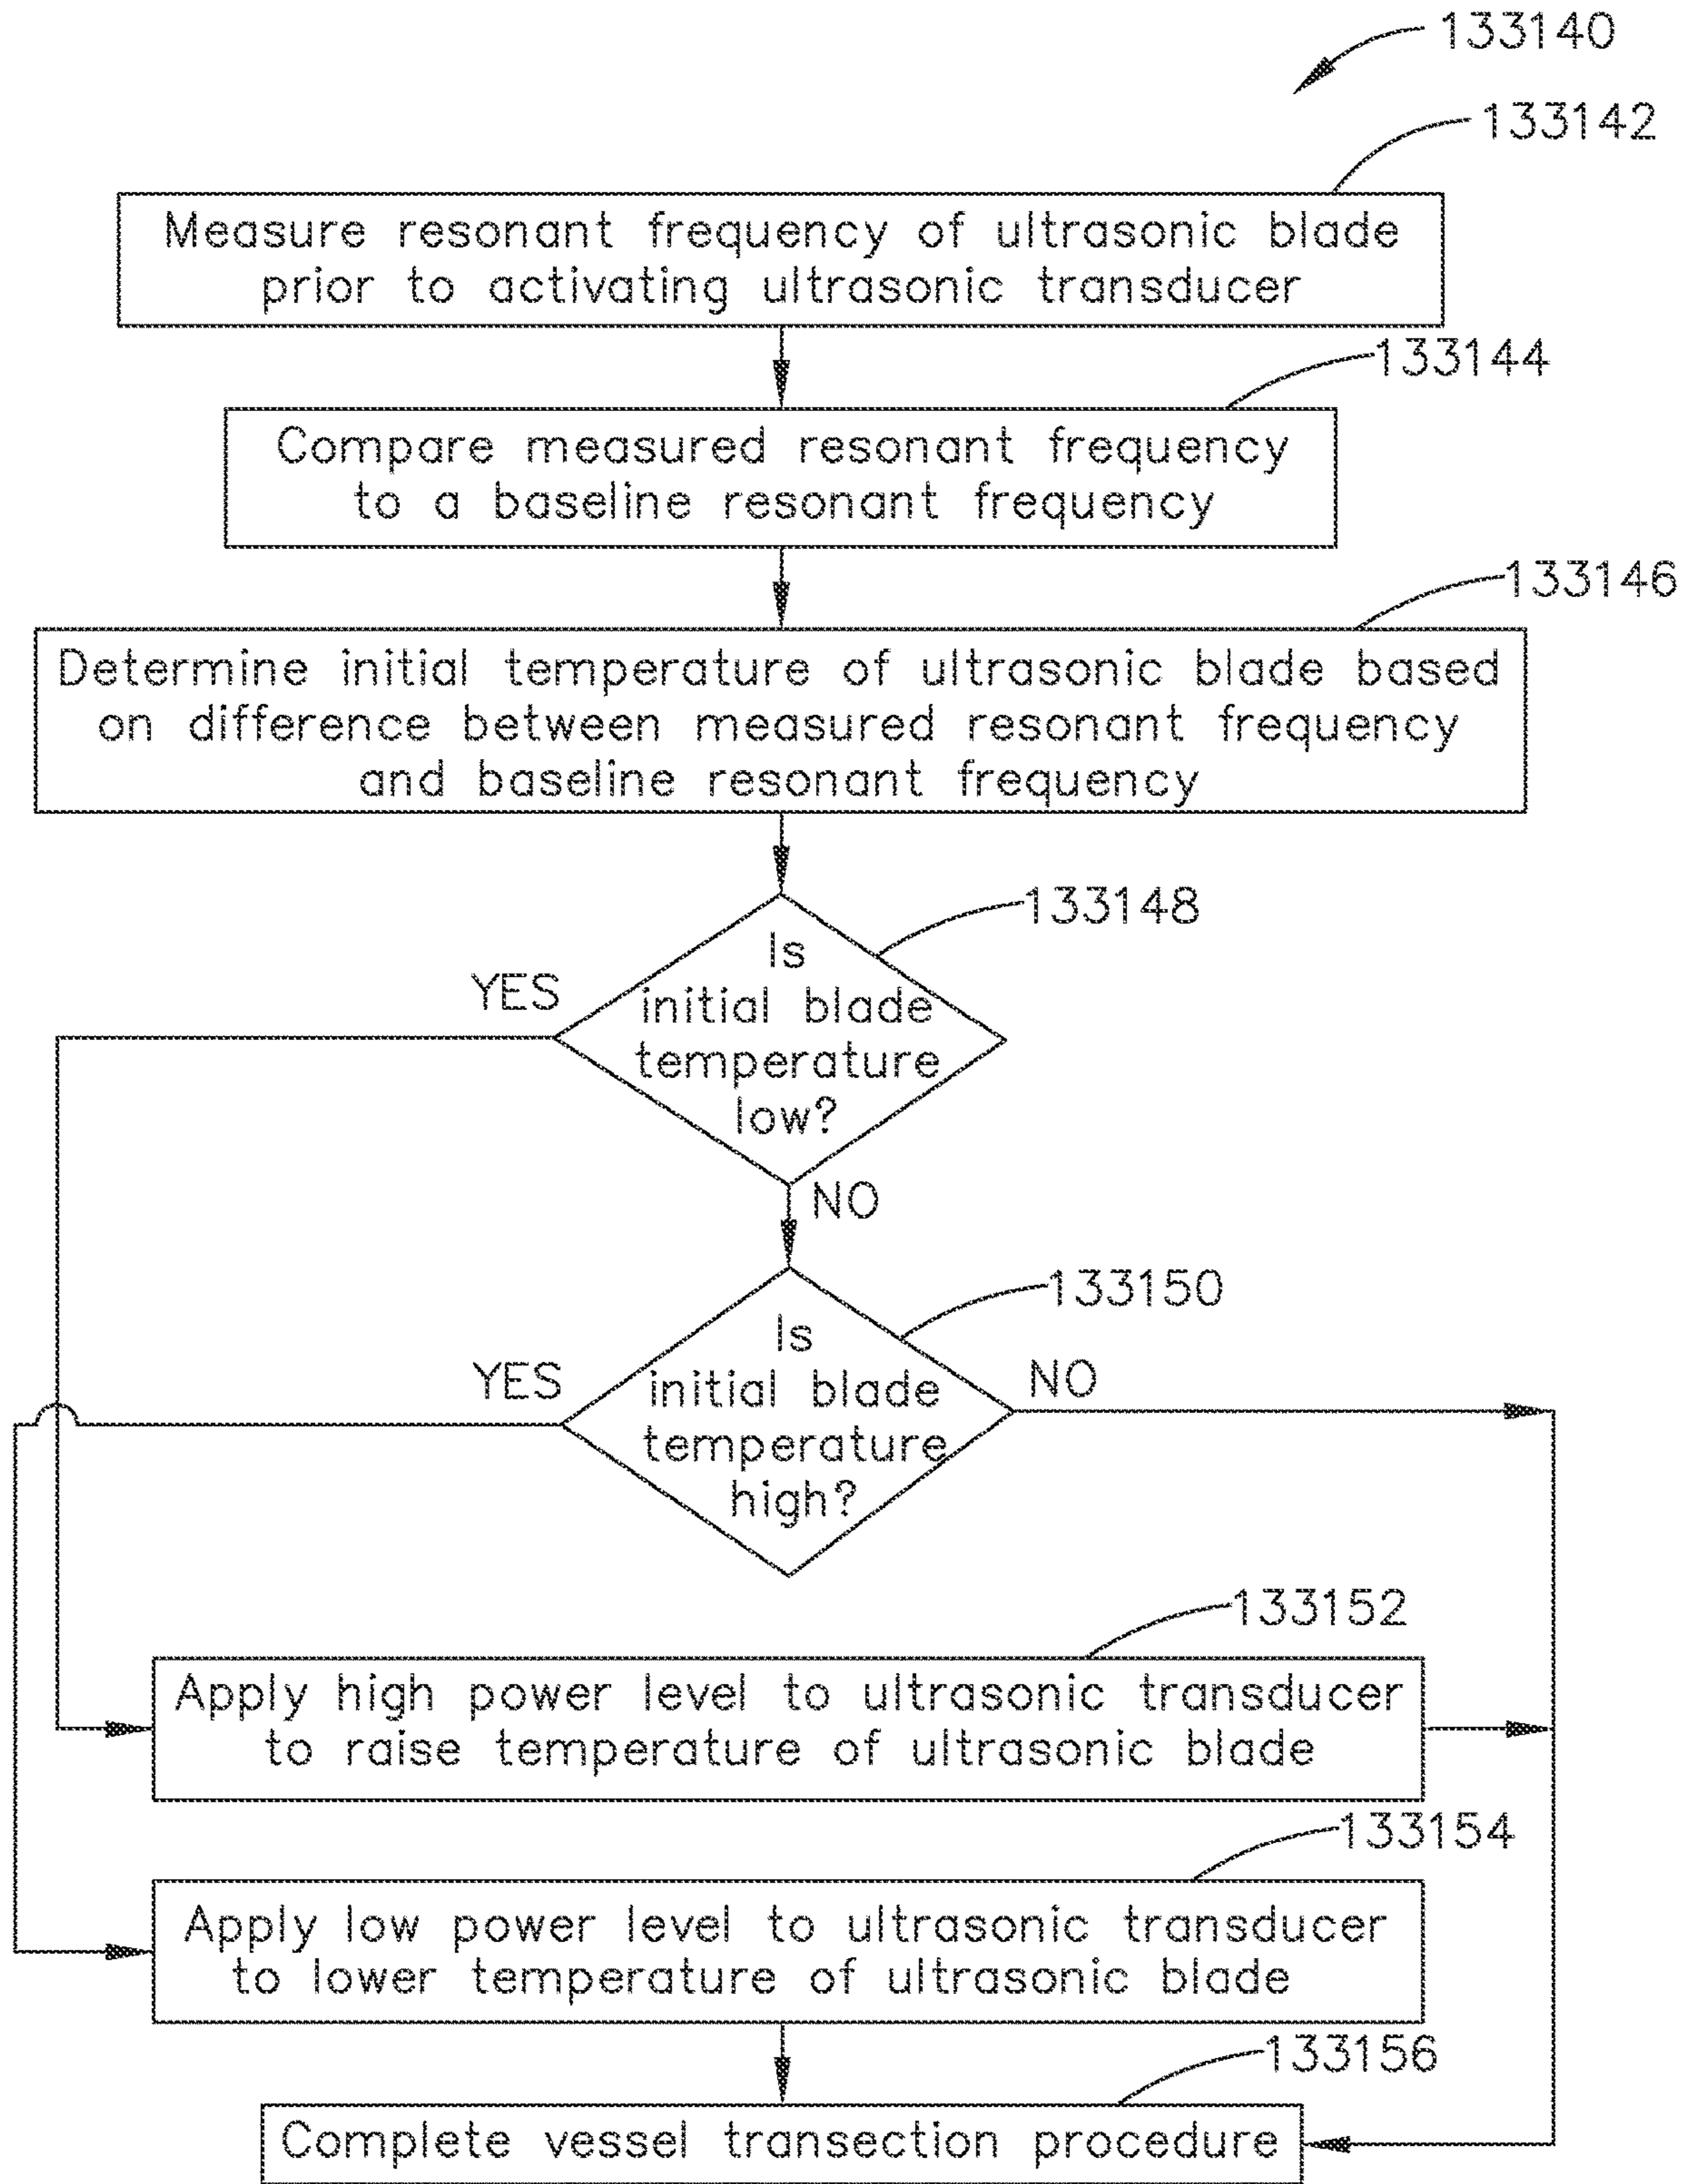 133140
133142
Measure resonant frequency of ultrasonic blade
prior to activating ultrasonic transducer
133144
Compare measured resonant frequency
to a baseline resonant frequency
133146
Determine initial temperature of ultrasonic blade based
on difference between measured resonant frequency
and baseline resonant frequency
133148
Is
initial blade
temperature
low?
YES
NO
133150
Is
initial blade
temperature
high?
YES
NO
133152
Apply high power level to ultrasonic transducer
to raise temperature of ultrasonic blade
133154
Apply low power level to ultrasonic transducer
to lower temperature of ultrasonic blade
133156
Complete vessel transection procedure